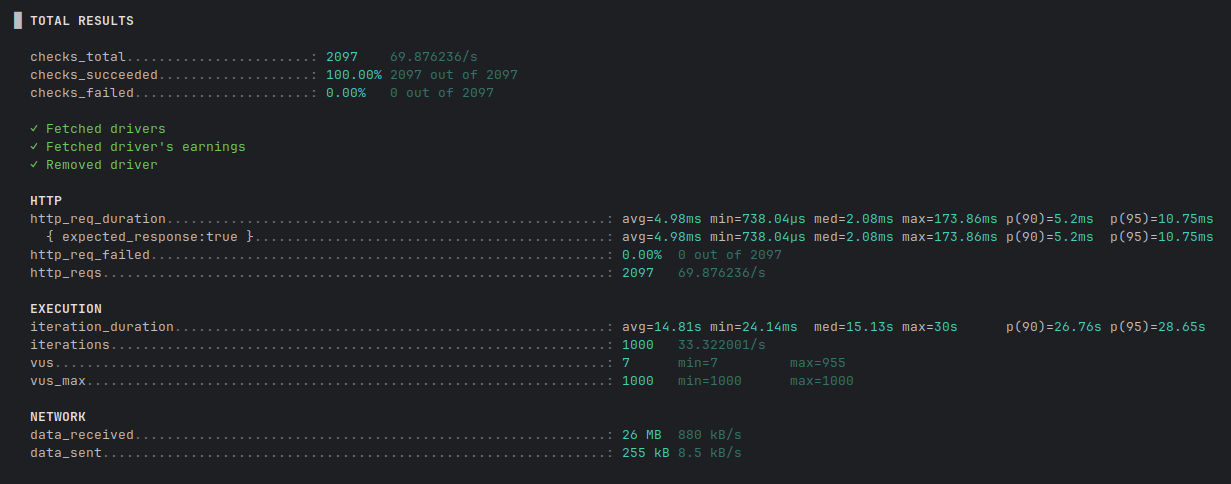 TOTAL RESULTS
checks_total.......................: 2097    69.876236/s
checks_succeeded...................: 100.00% 2097 out of 2097
checks_failed......................: 0.00%   0 out of 2097
✓ Fetched drivers
✓ Fetched driver's earnings
✓ Removed driver
HTTP
http_req_duration.......................................................: avg=4.98ms min=738.04µs med=2.08ms max=173.86ms p(90)=5.2ms  p(95)=10.75ms
{ expected_response:true }............................................: avg=4.98ms min=738.04µs med=2.08ms max=173.86ms p(90)=5.2ms  p(95)=10.75ms
http_req_failed.........................................................: 0.00%  0 out of 2097
http_reqs...............................................................: 2097   69.876236/s
EXECUTION
iteration_duration......................................................: avg=14.81s min=24.14ms  med=15.13s max=30s      p(90)=26.76s p(95)=28.65s
iterations..............................................................: 1000   33.322001/s
vus.....................................................................: 7      min=7         max=955
vus_max.................................................................: 1000   min=1000      max=1000
NETWORK
data_received...........................................................: 26 MB  880 kB/s
data_sent...............................................................: 255 kB 8.5 kB/s